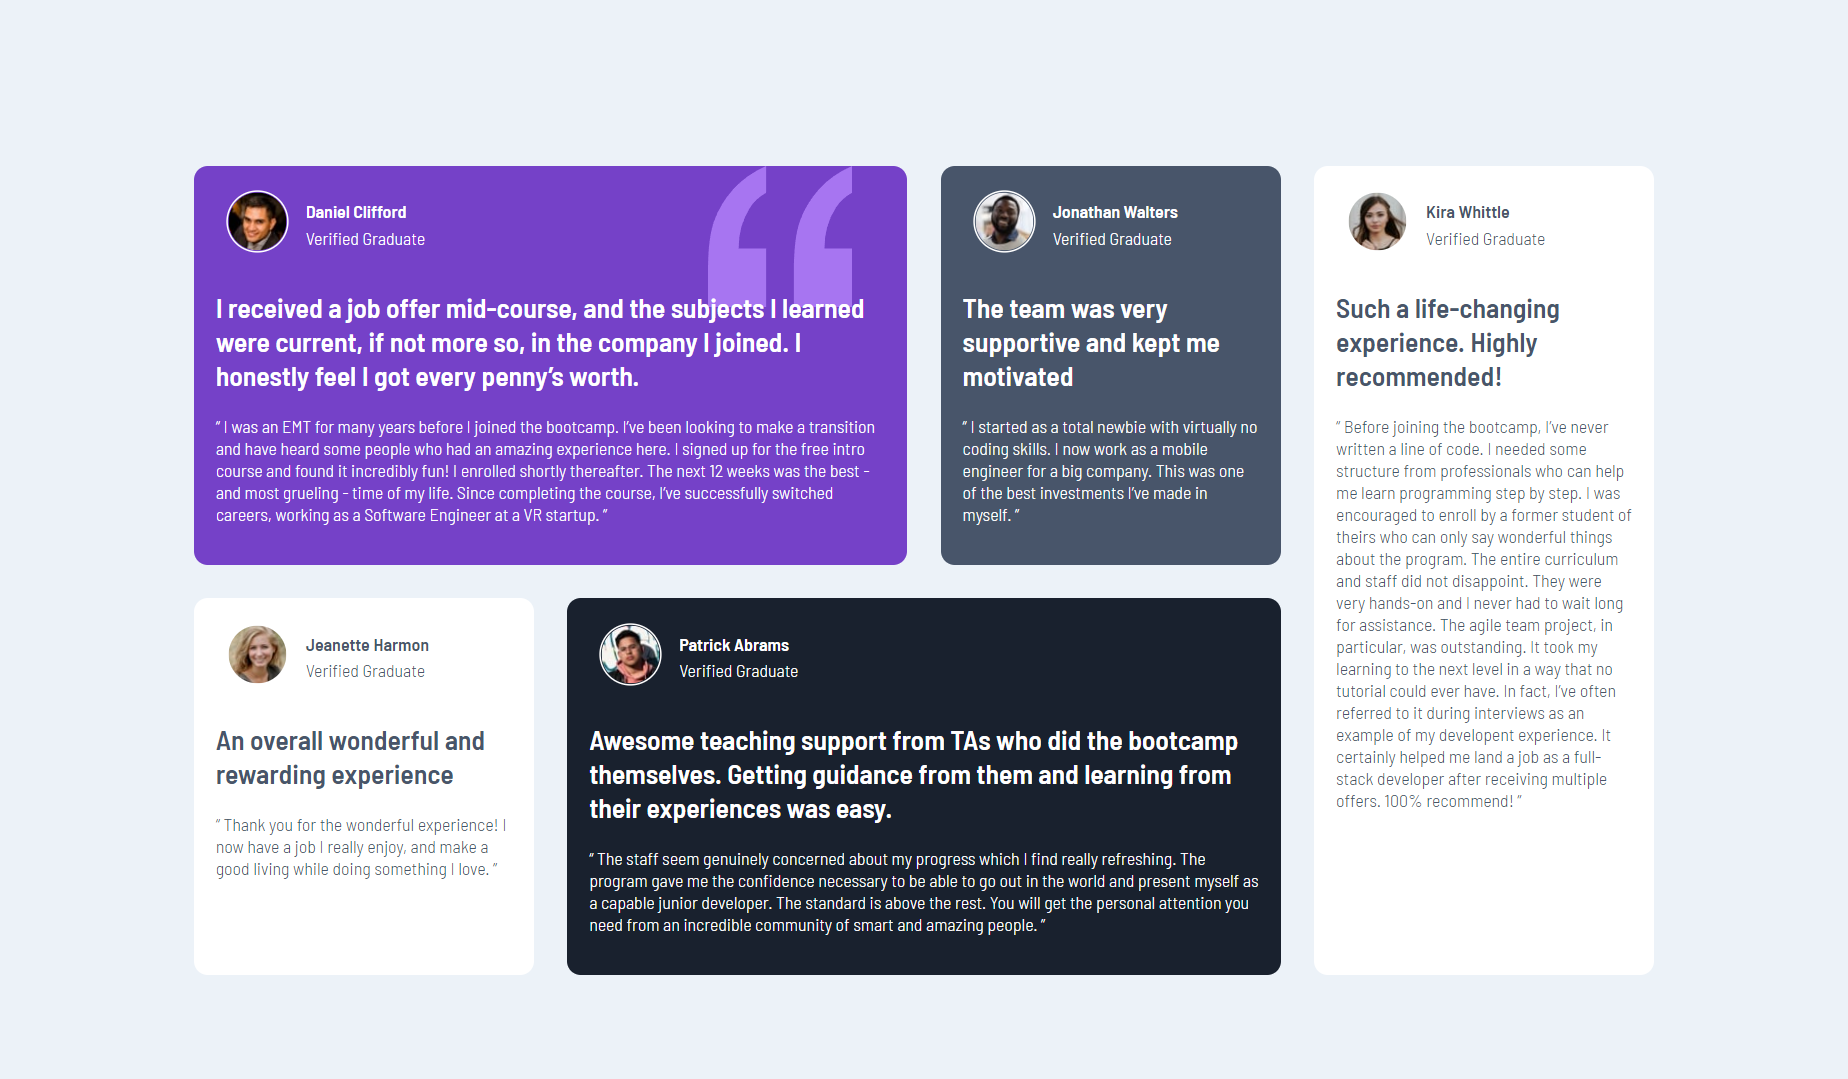 Daniel Clifford
Verified Graduate
I received a job offer mid-course, and the subjects I learned
were current, if not more so, in the company I joined. I
honestly feel I got every penny’s worth.
“ I was an EMT for many years before I joined the bootcamp. I’ve been looking to make a transition
and have heard some people who had an amazing experience here. I signed up for the free intro
course and found it incredibly fun! I enrolled shortly thereafter. The next 12 weeks was the best -
and most grueling - time of my life. Since completing the course, I’ve successfully switched
careers, working as a Software Engineer at a VR startup. ”
Jonathan Walters
Verified Graduate
The team was very
supportive and kept me
motivated
“ I started as a total newbie with virtually no
coding skills. I now work as a mobile
engineer for a big company. This was one
of the best investments I’ve made in
myself. ”
Kira Whittle
Verified Graduate
Such a life-changing
experience. Highly
recommended!
“ Before joining the bootcamp, I’ve never
written a line of code. I needed some
structure from professionals who can help
me learn programming step by step. I was
encouraged to enroll by a former student of
theirs who can only say wonderful things
about the program. The entire curriculum
and staff did not disappoint. They were
very hands-on and I never had to wait long
for assistance. The agile team project, in
particular, was outstanding. It took my
learning to the next level in a way that no
tutorial could ever have. In fact, I’ve often
referred to it during interviews as an
example of my developent experience. It
certainly helped me land a job as a full-
stack developer after receiving multiple
offers. 100% recommend! ”
Jeanette Harmon
Verified Graduate
An overall wonderful and
rewarding experience
“ Thank you for the wonderful experience! I
now have a job I really enjoy, and make a
good living while doing something I love. ”
Patrick Abrams
Verified Graduate
Awesome teaching support from TAs who did the bootcamp
themselves. Getting guidance from them and learning from
their experiences was easy.
“ The staff seem genuinely concerned about my progress which I find really refreshing. The
program gave me the confidence necessary to be able to go out in the world and present myself as
a capable junior developer. The standard is above the rest. You will get the personal attention you
need from an incredible community of smart and amazing people. ”